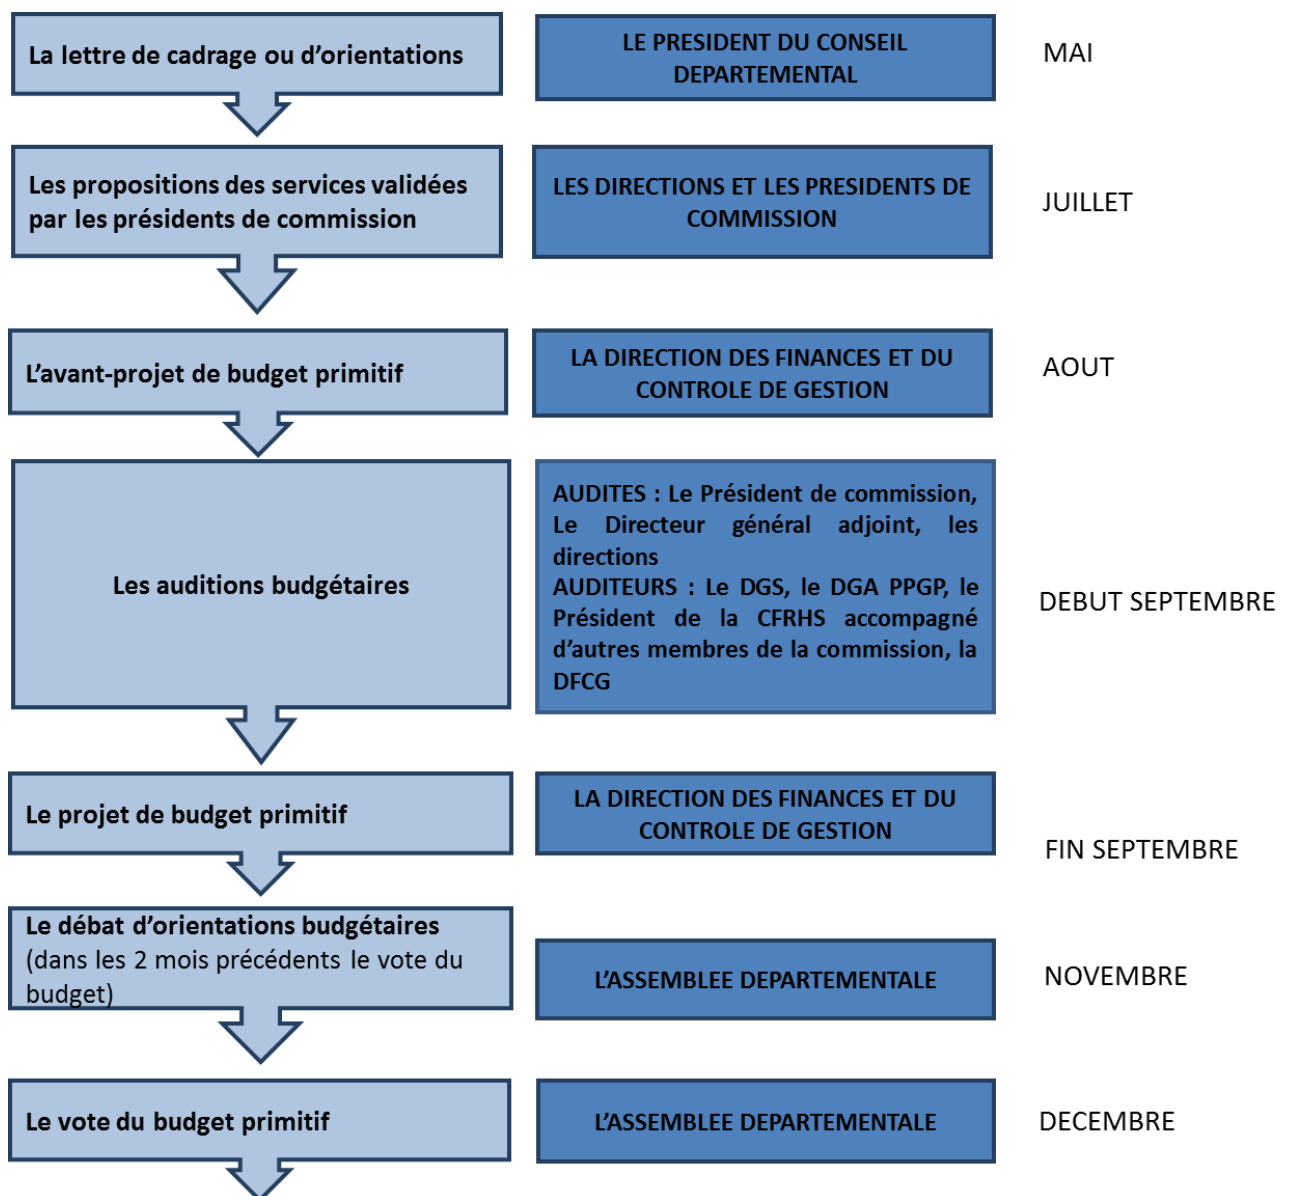 La lettre de cadrage ou d'orientations
LE PRESIDENT DU CONSEIL
DEPARTEMENTAL
MAI
Les propositions des services validées
par les présidents de commission
LES DIRECTIONS ET LES PRESIDENTS DE
COMMISSION
JUILLET
L'avant-projet de budget primitif
LA DIRECTION DES FINANCES ET DU
CONTROLE DE GESTION
AOUT
Les auditions budgétaires
AUDITES : Le Président de commission,
Le Directeur général adjoint, les
directions
AUDITEURS : Le DGS, le DGA PPGP, le
Président de la CFRHS accompagné
d'autres membres de la commission, la
DFCG
DEBUT SEPTEMBRE
Le projet de budget primitif
LA DIRECTION DES FINANCES ET DU
CONTROLE DE GESTION
FIN SEPTEMBRE
Le débat d'orientations budgétaires
(dans les 2 mois précédents le vote du
budget)
L'ASSEMBLEE DEPARTEMENTALE
NOVEMBRE
Le vote du budget primitif
L'ASSEMBLEE DEPARTEMENTALE
DECEMBRE